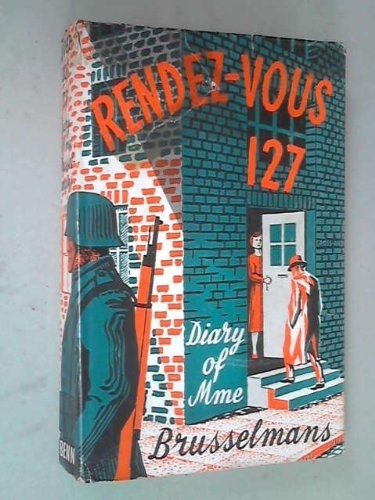 RENDEZ-VOUS
127
Diary
of
Mme
Brusselmans
BENN